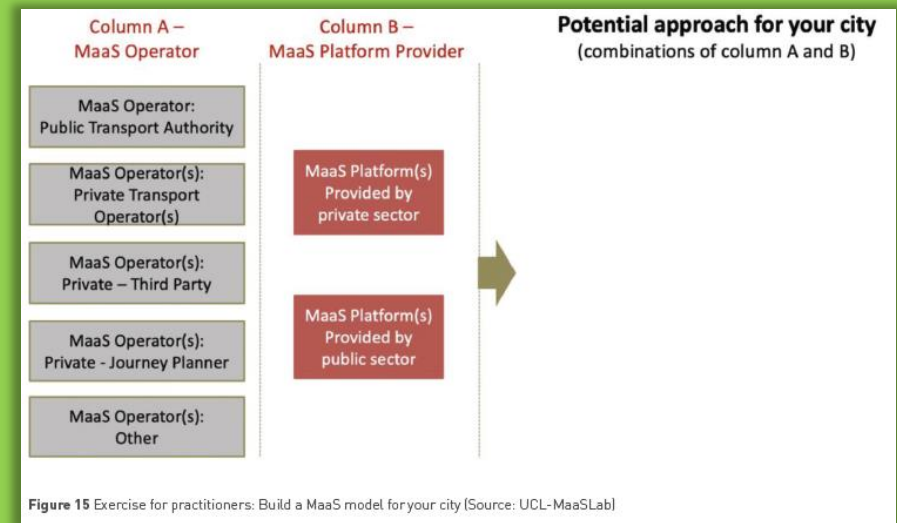 Column A –
MaaS Operator
Column B –
MaaS Platform Provider
Potential approach for your city
(combinations of column A and B)
MaaS Operator:
Public Transport Authority
MaaS Operator(s):
Private Transport
Operator(s)
MaaS Operator(s):
Private – Third Party
MaaS Operator(s):
Private - Journey Planner
MaaS Operator(s):
Other
MaaS Platform(s)
Provided by
private sector
MaaS Platform(s)
Provided by
public sector
Figure 15 Exercise for practitioners: Build a MaaS model for your city (Source: UCL-MaaSLab)